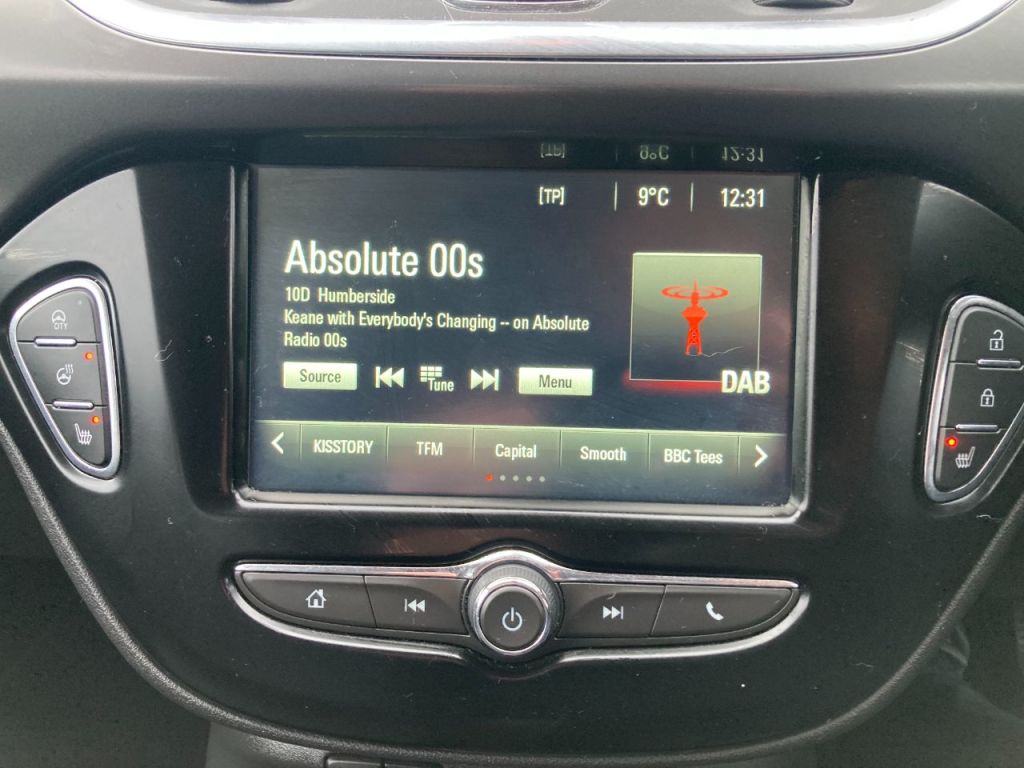 [TP] 9°C 12:31
Absolute 00s
10D Humberside
Keane with Everybody's Changing -- on Absolute
Radio 00s
Source Tune Menu
DAB
KISSTORY TFM Capital Smooth BBC Tees
CITY